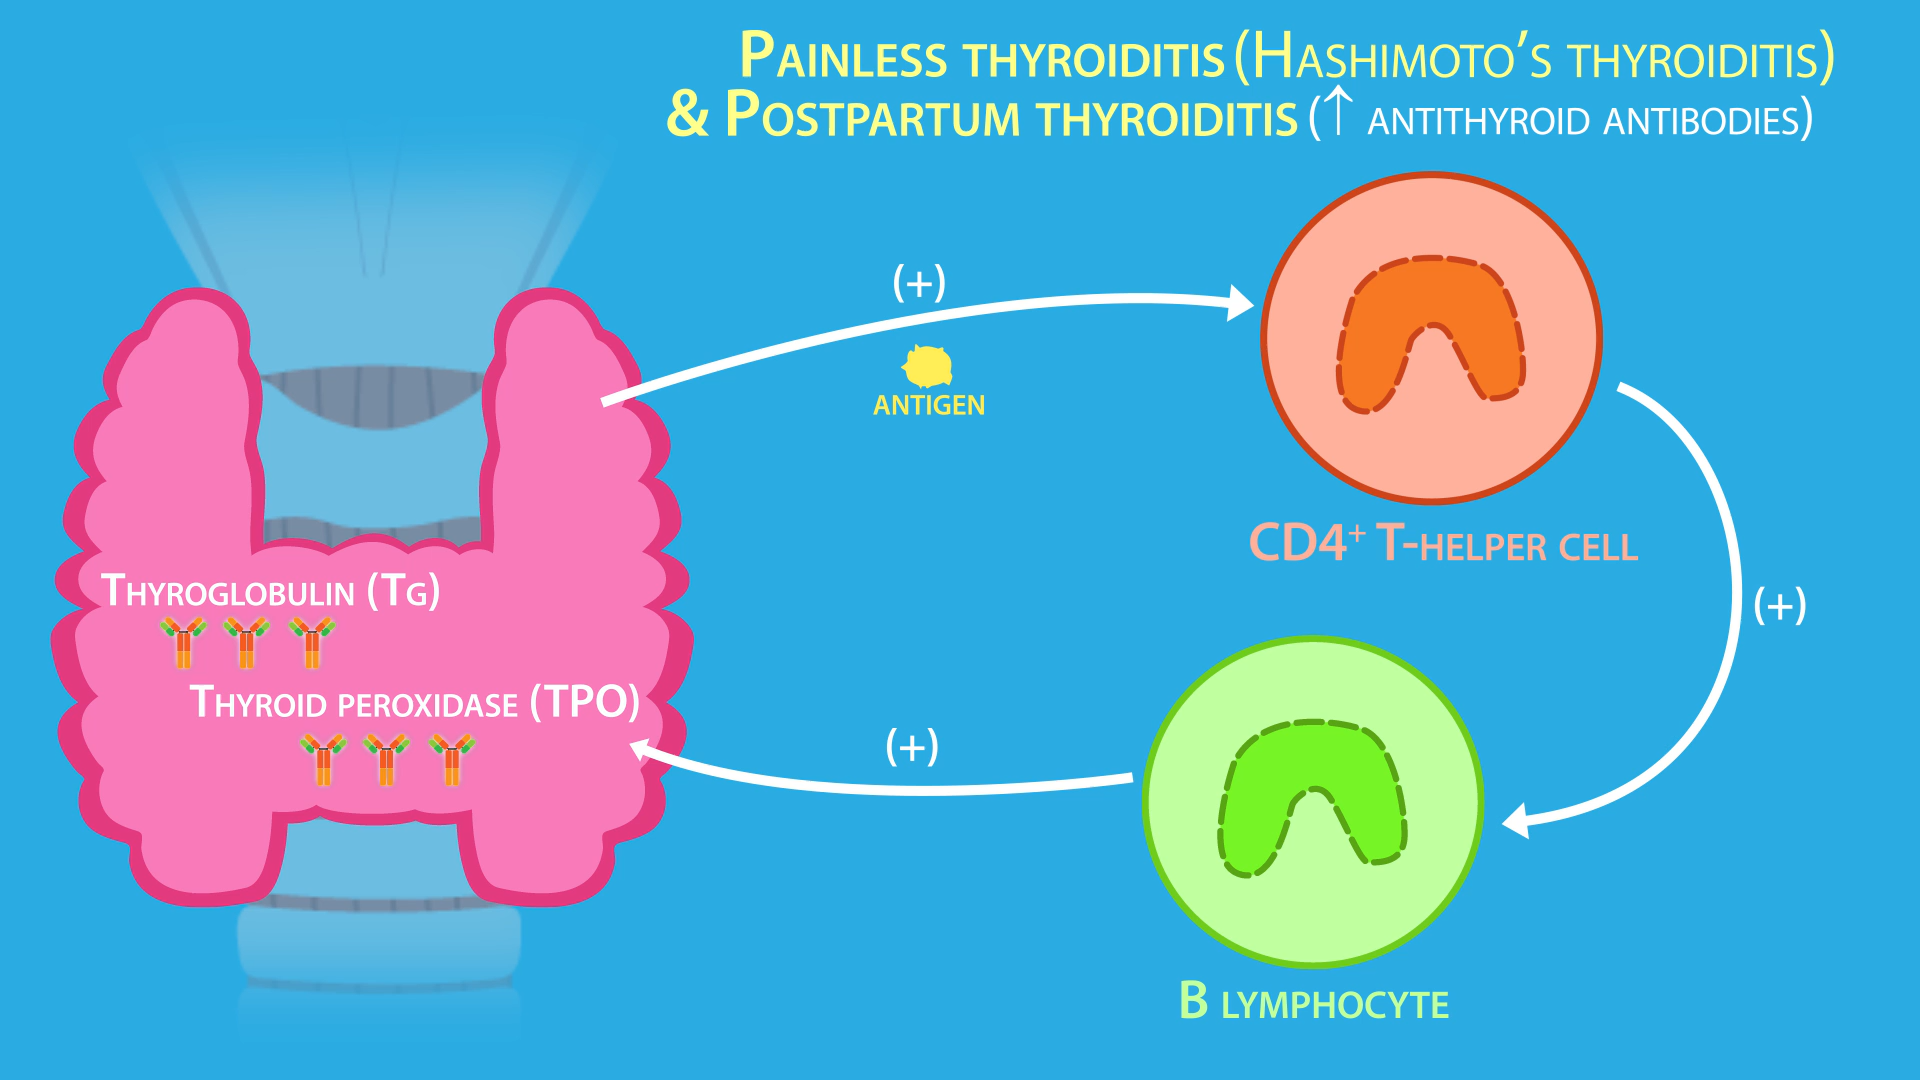 Painless thyroiditis (Hashimoto's thyroiditis)
& Postpartum thyroiditis (↑ antithyroid antibodies)
(+)
ANTIGEN
CD4⁺ T-helper cell
Thyroglobulin (Tg)
(+)
Thyroid peroxidase (TPO)
(+)
B lymphocyte